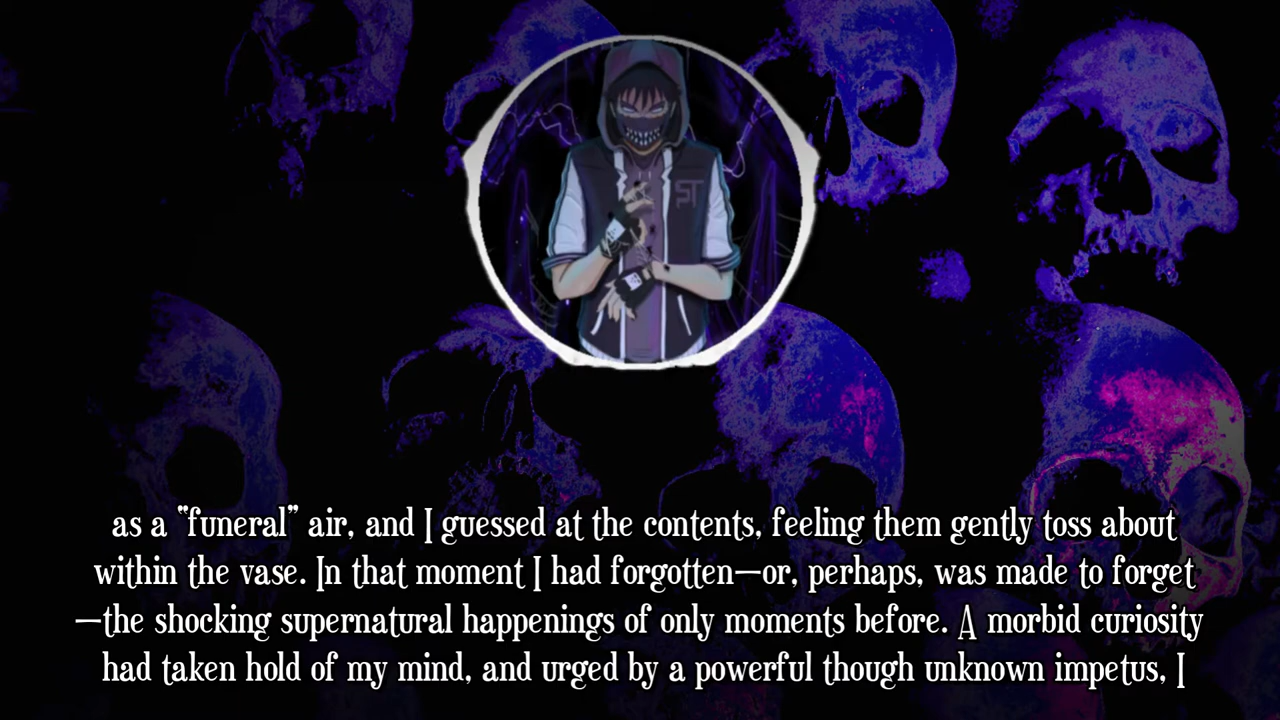 ST
as a “funeral” air, and I guessed at the contents, feeling them gently toss about
within the vase. In that moment I had forgotten—or, perhaps, was made to forget
—the shocking supernatural happenings of only moments before. A morbid curiosity
had taken hold of my mind, and urged by a powerful though unknown impetus, I